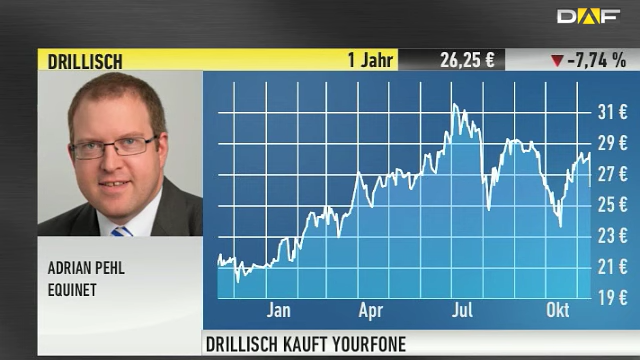 DAF
DRILLISCH 1 Jahr 26,25 € -7,74 %
31 €
29 €
27 €
25 €
23 €
21 €
19 €
Jan Apr Jul Okt
ADRIAN PEHL
EQUINET
DRILLISCH KAUFT YOURFONE